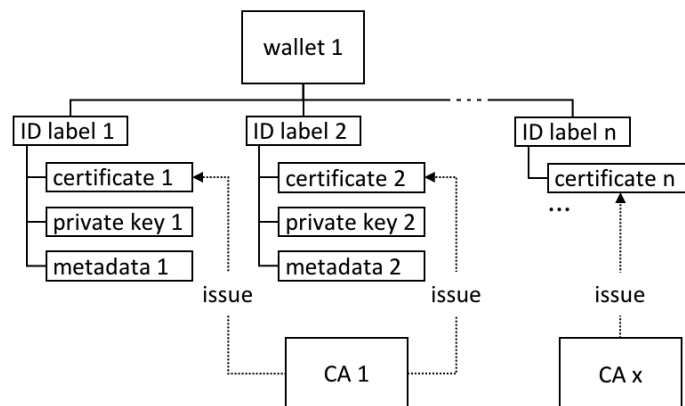 wallet 1
ID label 1
ID label 2
ID label n
certificate 1
certificate 2
certificate n
...
private key 1
private key 2
metadata 1
metadata 2
issue
issue
issue
CA 1
CA x